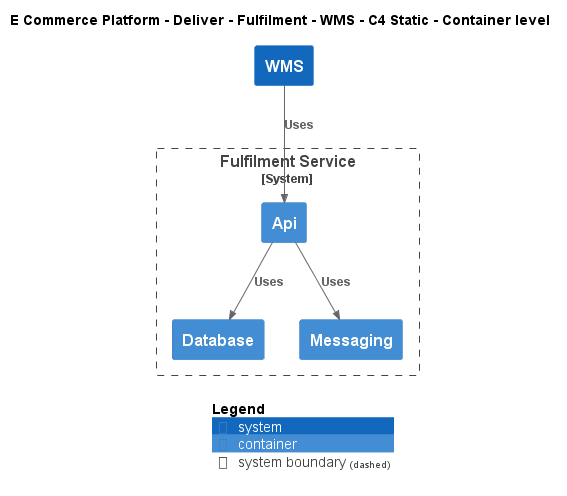 E Commerce Platform - Deliver - Fulfilment - WMS - C4 Static - Container level
WMS
Uses
Fulfilment Service
[System]
Api
Uses
Uses
Database
Messaging
Legend
system
container
system boundary (dashed)